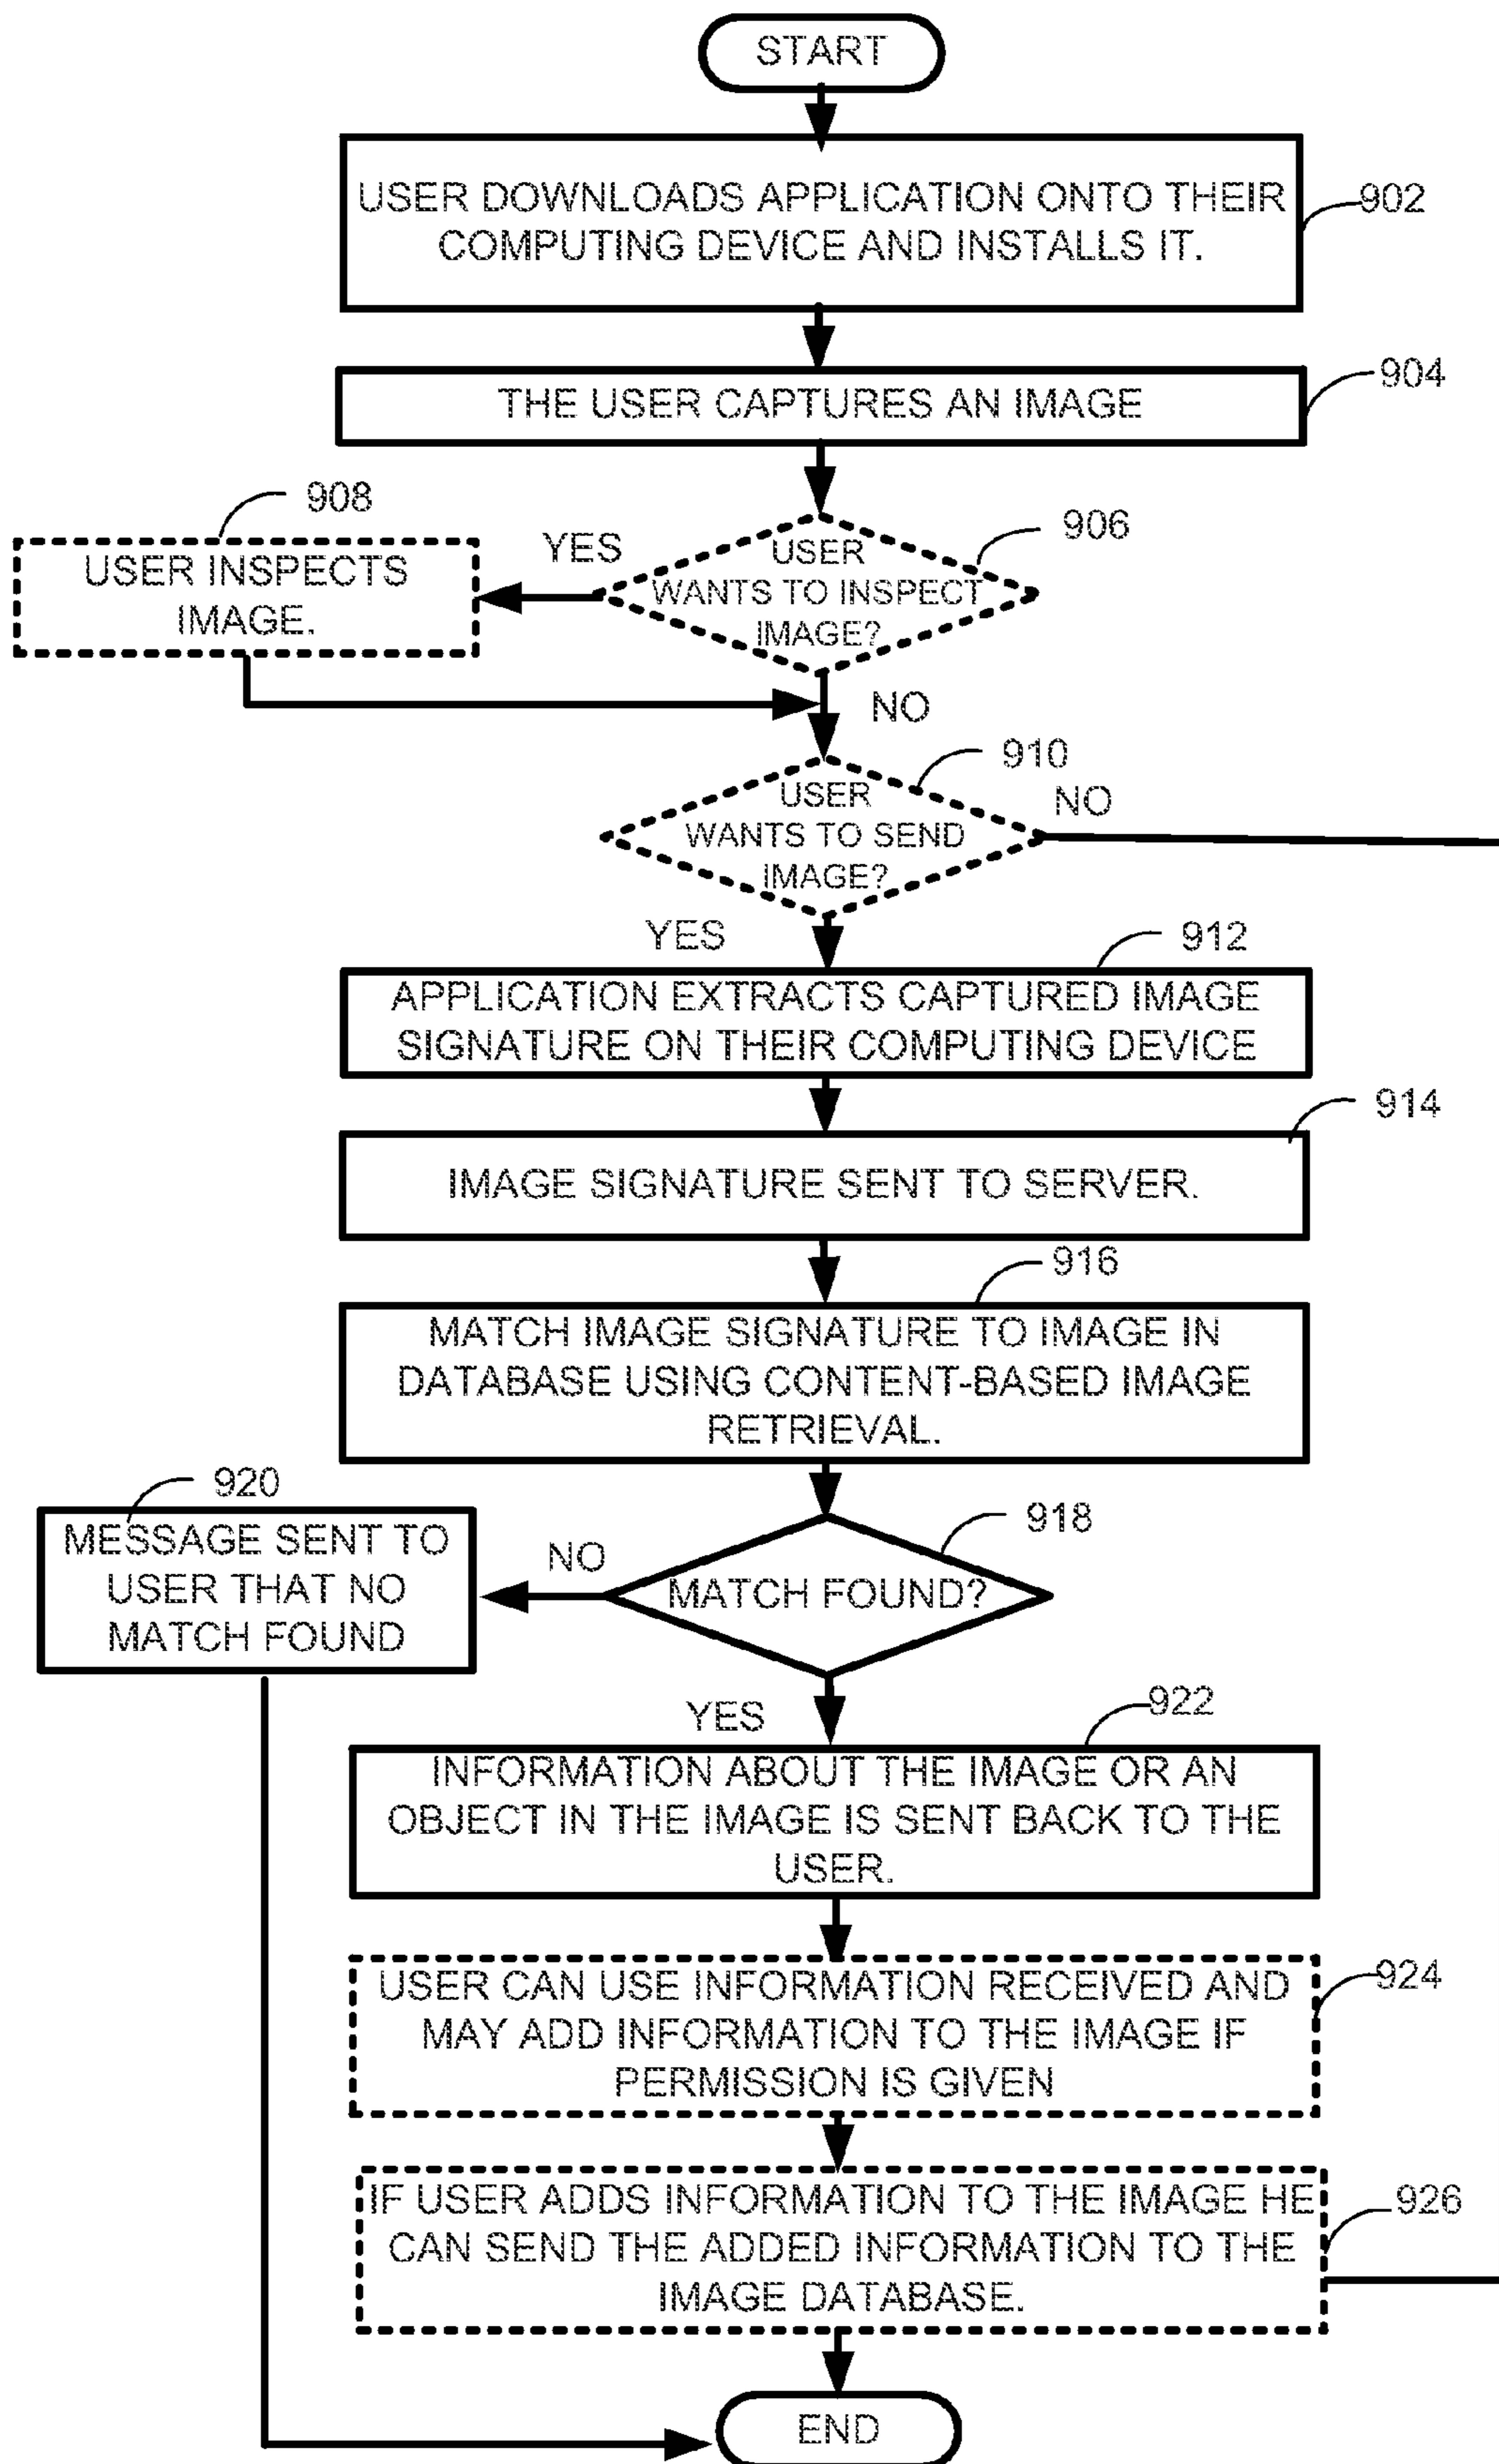 START
USER DOWNLOADS APPLICATION ONTO THEIR
COMPUTING DEVICE AND INSTALLS IT.
902
THE USER CAPTURES AN IMAGE
904
908
USER INSPECTS
IMAGE.
YES
906
USER
WANTS TO INSPECT
IMAGE?
NO
910
USER
WANTS TO SEND
IMAGE?
NO
YES
912
APPLICATION EXTRACTS CAPTURED IMAGE
SIGNATURE ON THEIR COMPUTING DEVICE
914
IMAGE SIGNATURE SENT TO SERVER.
916
MATCH IMAGE SIGNATURE TO IMAGE IN
DATABASE USING CONTENT-BASED IMAGE
RETRIEVAL.
920
MESSAGE SENT TO
USER THAT NO
MATCH FOUND
NO
918
MATCH FOUND?
YES
922
INFORMATION ABOUT THE IMAGE OR AN
OBJECT IN THE IMAGE IS SENT BACK TO THE
USER.
USER CAN USE INFORMATION RECEIVED AND
MAY ADD INFORMATION TO THE IMAGE IF
PERMISSION IS GIVEN
924
IF USER ADDS INFORMATION TO THE IMAGE HE
CAN SEND THE ADDED INFORMATION TO THE
IMAGE DATABASE.
926
END